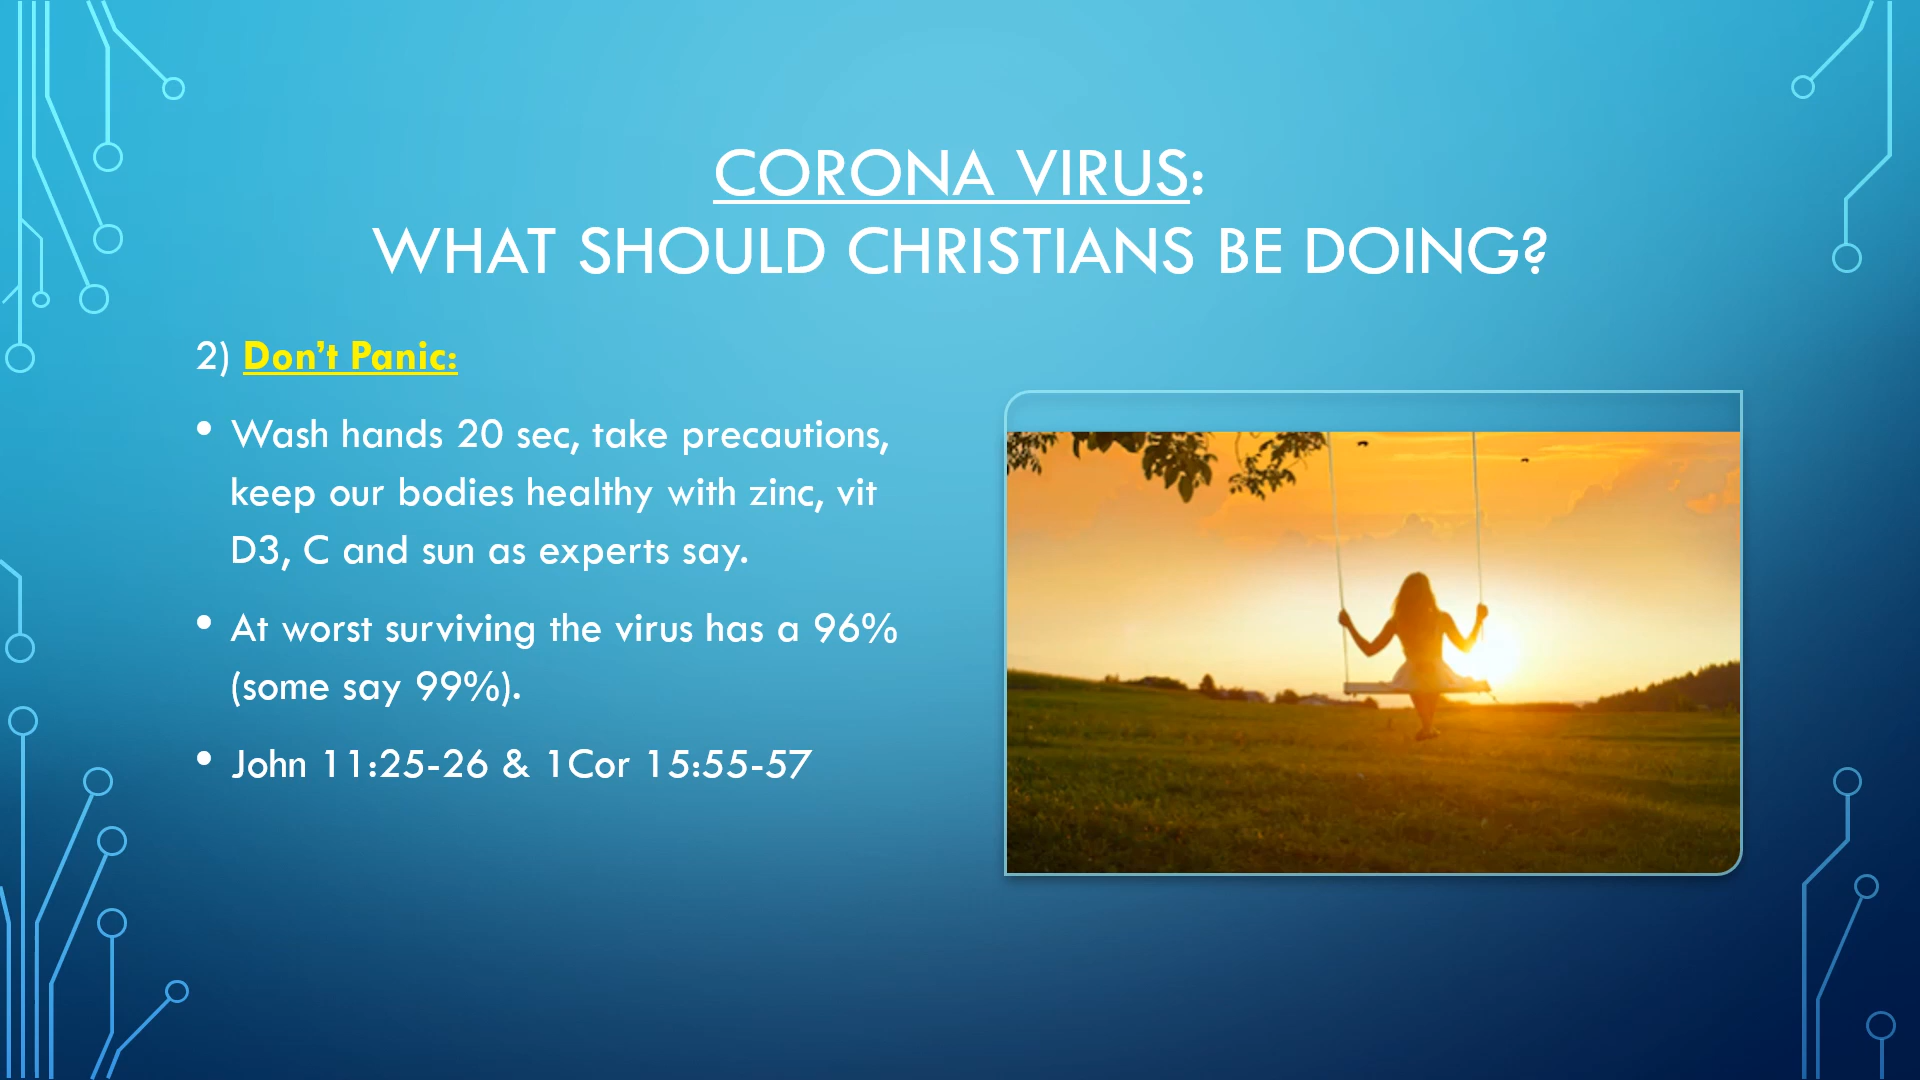 CORONA VIRUS:
WHAT SHOULD CHRISTIANS BE DOING?
2) Don’t Panic:
• Wash hands 20 sec, take precautions,
keep our bodies healthy with zinc, vit
D3, C and sun as experts say.
• At worst surviving the virus has a 96%
(some say 99%).
• John 11:25-26 & 1Cor 15:55-57